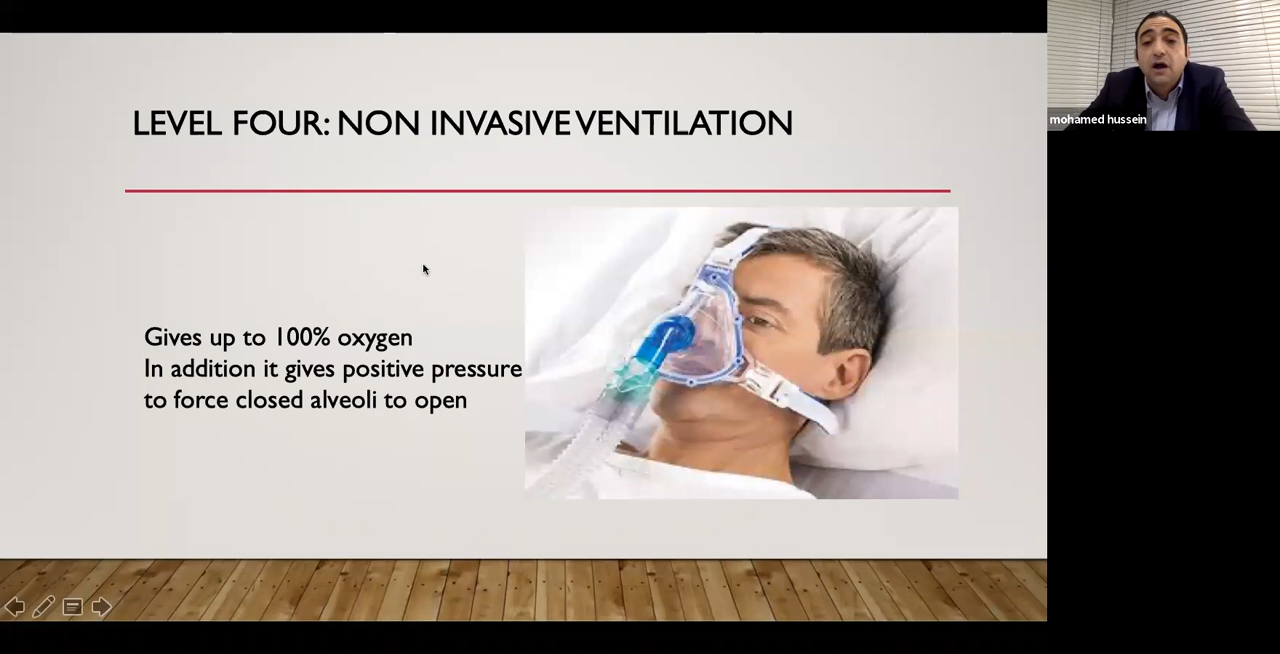 LEVEL FOUR: NON INVASIVE VENTILATION
Gives up to 100% oxygen
In addition it gives positive pressure
to force closed alveoli to open
mohamed hussein